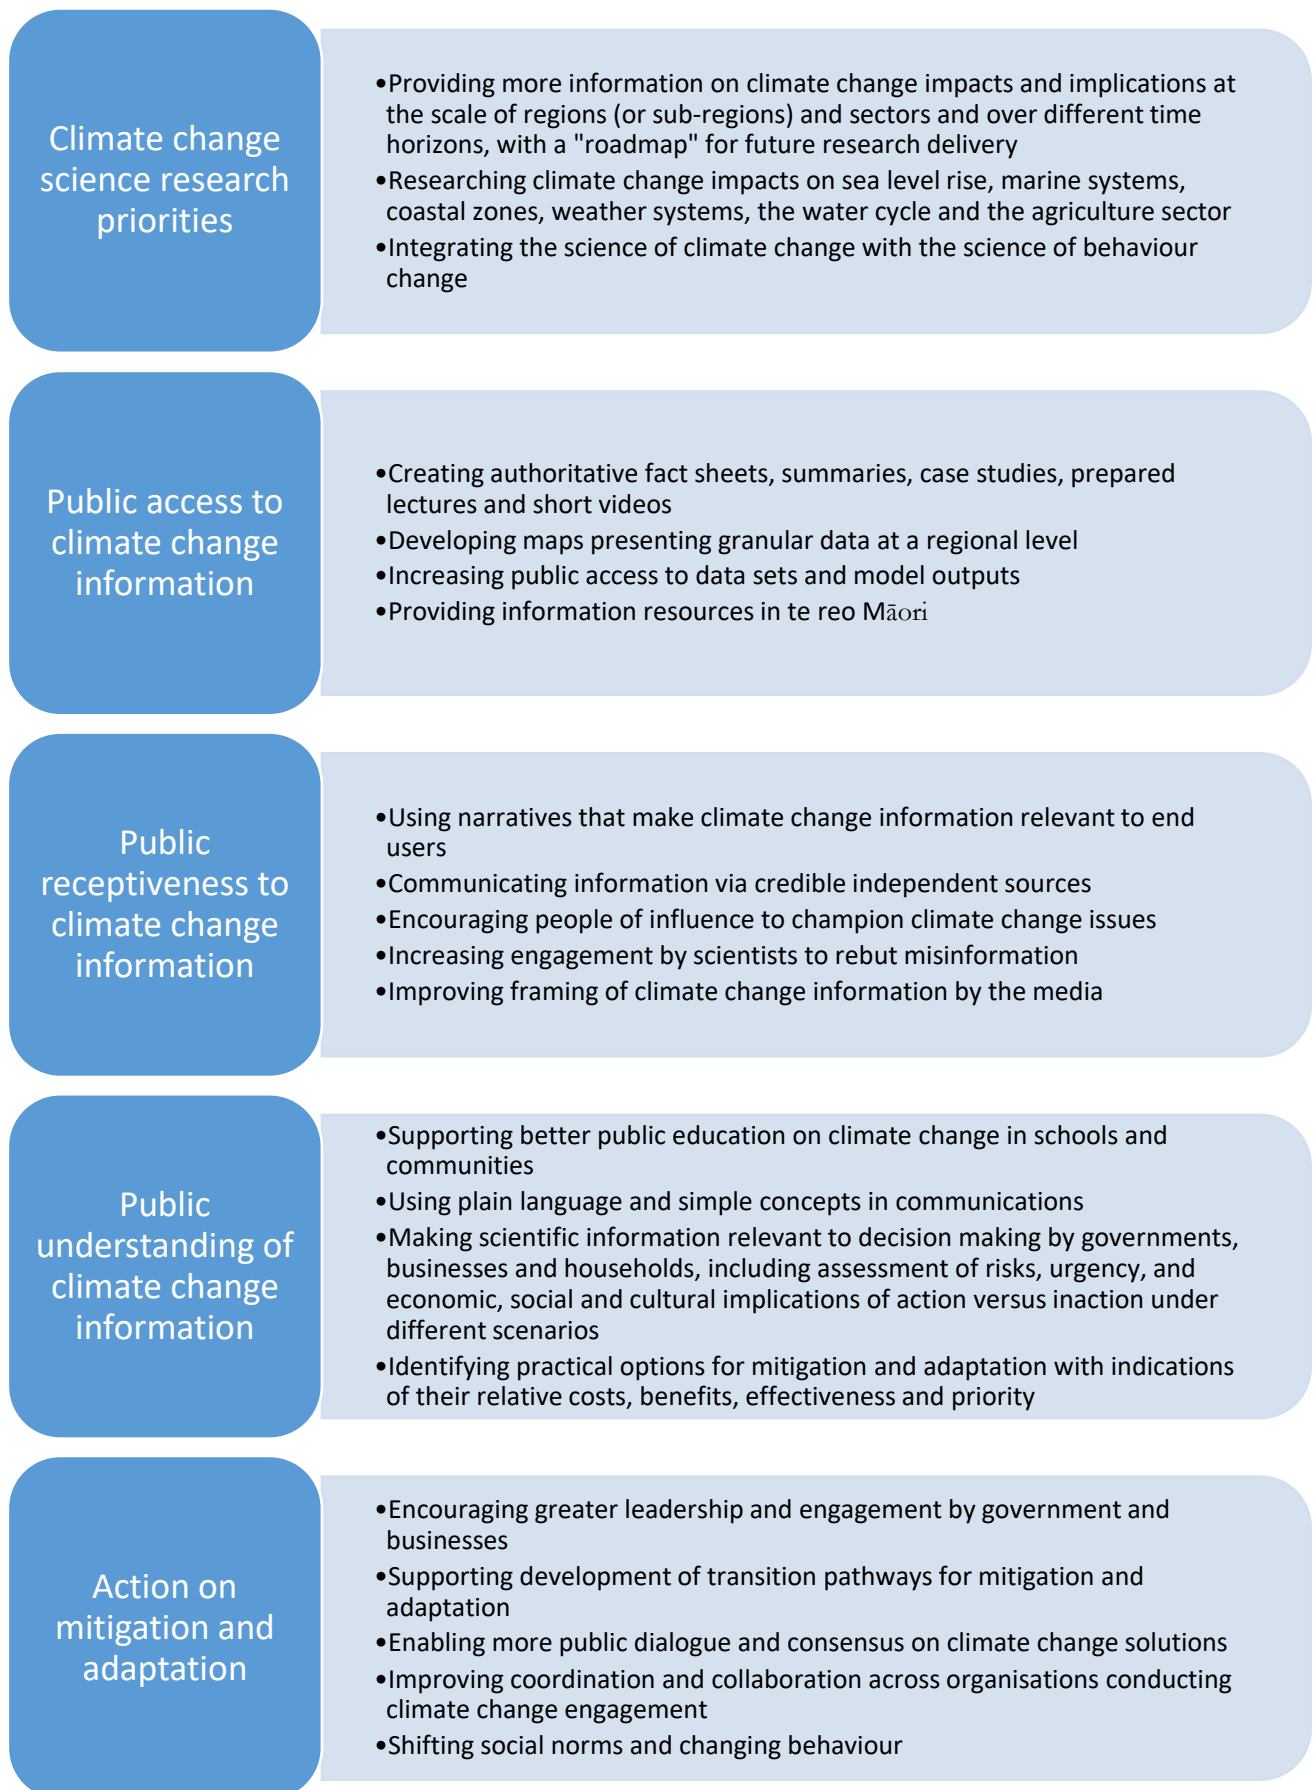 Climate change
science research
priorities
•Providing more information on climate change impacts and implications at
the scale of regions (or sub-regions) and sectors and over different time
horizons, with a "roadmap" for future research delivery
•Researching climate change impacts on sea level rise, marine systems,
coastal zones, weather systems, the water cycle and the agriculture sector
•Integrating the science of climate change with the science of behaviour
change
Public access to
climate change
information
•Creating authoritative fact sheets, summaries, case studies, prepared
lectures and short videos
•Developing maps presenting granular data at a regional level
•Increasing public access to data sets and model outputs
•Providing information resources in te reo Māori
Public
receptiveness to
climate change
information
•Using narratives that make climate change information relevant to end
users
•Communicating information via credible independent sources
•Encouraging people of influence to champion climate change issues
•Increasing engagement by scientists to rebut misinformation
•Improving framing of climate change information by the media
Public
understanding of
climate change
information
•Supporting better public education on climate change in schools and
communities
•Using plain language and simple concepts in communications
•Making scientific information relevant to decision making by governments,
businesses and households, including assessment of risks, urgency, and
economic, social and cultural implications of action versus inaction under
different scenarios
•Identifying practical options for mitigation and adaptation with indications
of their relative costs, benefits, effectiveness and priority
Action on
mitigation and
adaptation
•Encouraging greater leadership and engagement by government and
businesses
•Supporting development of transition pathways for mitigation and
adaptation
•Enabling more public dialogue and consensus on climate change solutions
•Improving coordination and collaboration across organisations conducting
climate change engagement
•Shifting social norms and changing behaviour